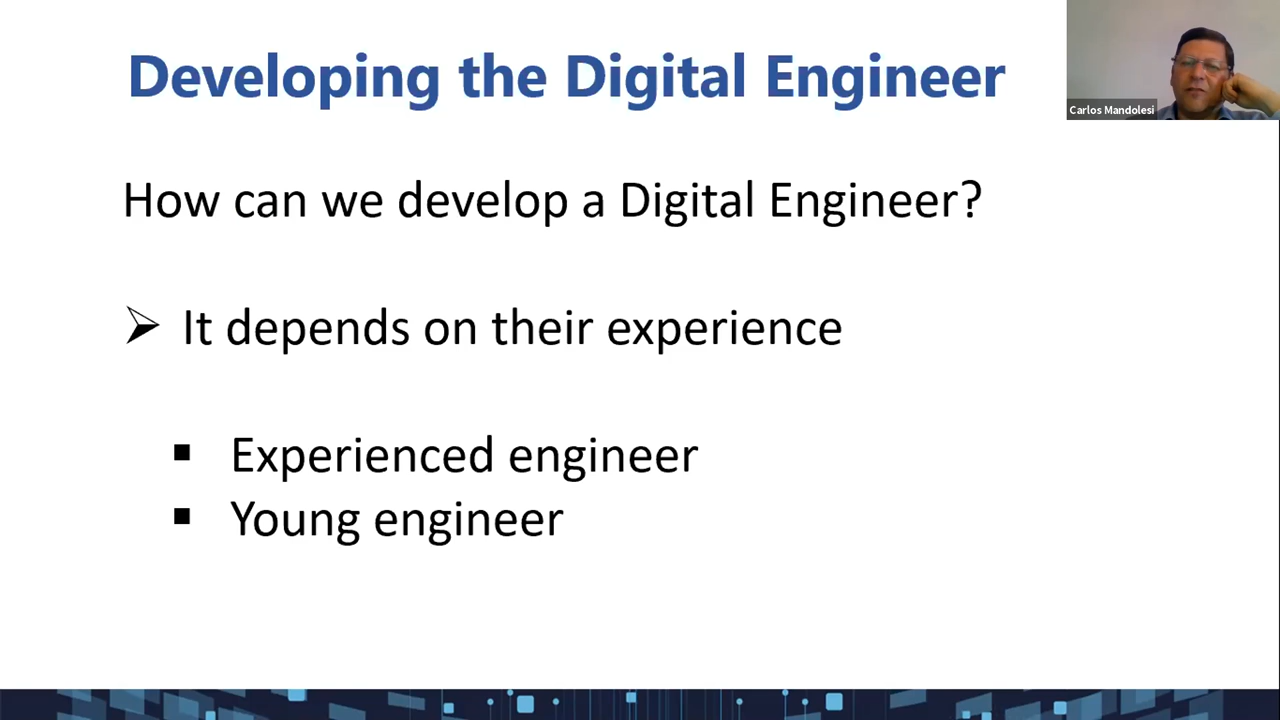 Developing the Digital Engineer
Carlos Mandolesi
How can we develop a Digital Engineer?
It depends on their experience
Experienced engineer
Young engineer